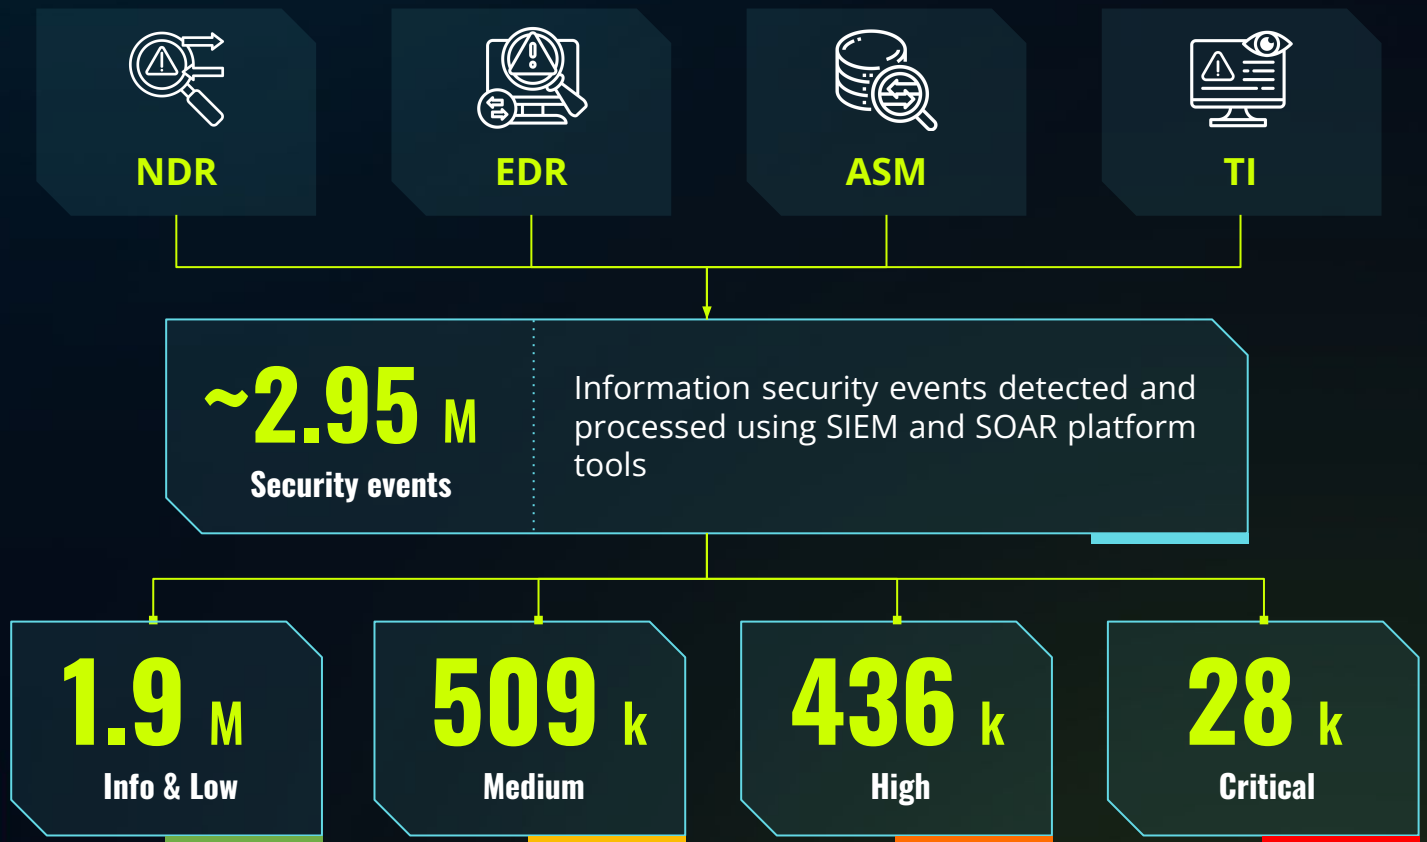 NDR
EDR
ASM
TI
~2.95 M
Security events
Information security events detected and
processed using SIEM and SOAR platform
tools
1.9 M
Info & Low
509 k
Medium
436 k
High
28 k
Critical